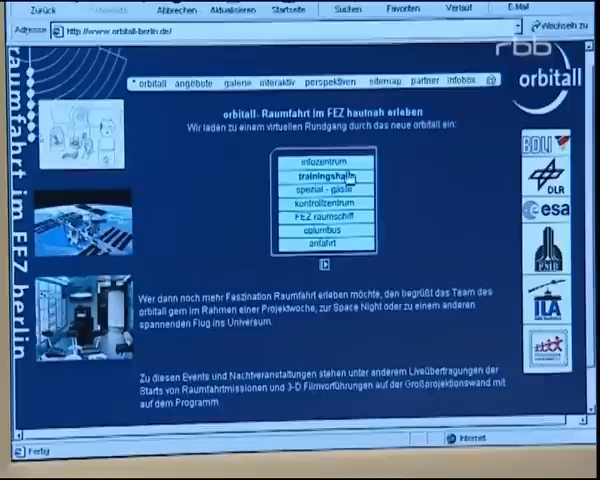 Zurück Abbrechen Aktualisieren Startseite Suchen Favoriten Verlauf E-Mail
Adresse http://www.orbitall-berlin.de/ Wechseln zu
rbb
orbitall
* orbitall angebote galerie interaktiv perspektiven sitemap partner infobox @
raumfahrt im FEZ berlin
orbitall- Raumfahrt im FEZ hautnah erleben
Wir laden zu einem virtuellen Rundgang durch das neue orbitall ein:
infozentrum
trainingshalle
spezial - gäste
kontrollzentrum
FEZ raumschiff
columbus
anfahrt
BDLI
DLR
esa
ILA
Wer dann noch mehr Faszination Raumfahrt erleben möchte, den begrüßt das Team des
orbitall gern im Rahmen einer Projektwoche, zur Space Night oder zu einem anderen
spannenden Flug ins Universum.
Zu diesen Events und Nachtveranstaltungen stehen unter anderem Liveübertragungen der
Starts von Raumfahrtmissionen und 3-D Filmvorführungen auf der Großprojektionswand mit
auf dem Programm.
Fertig
Internet